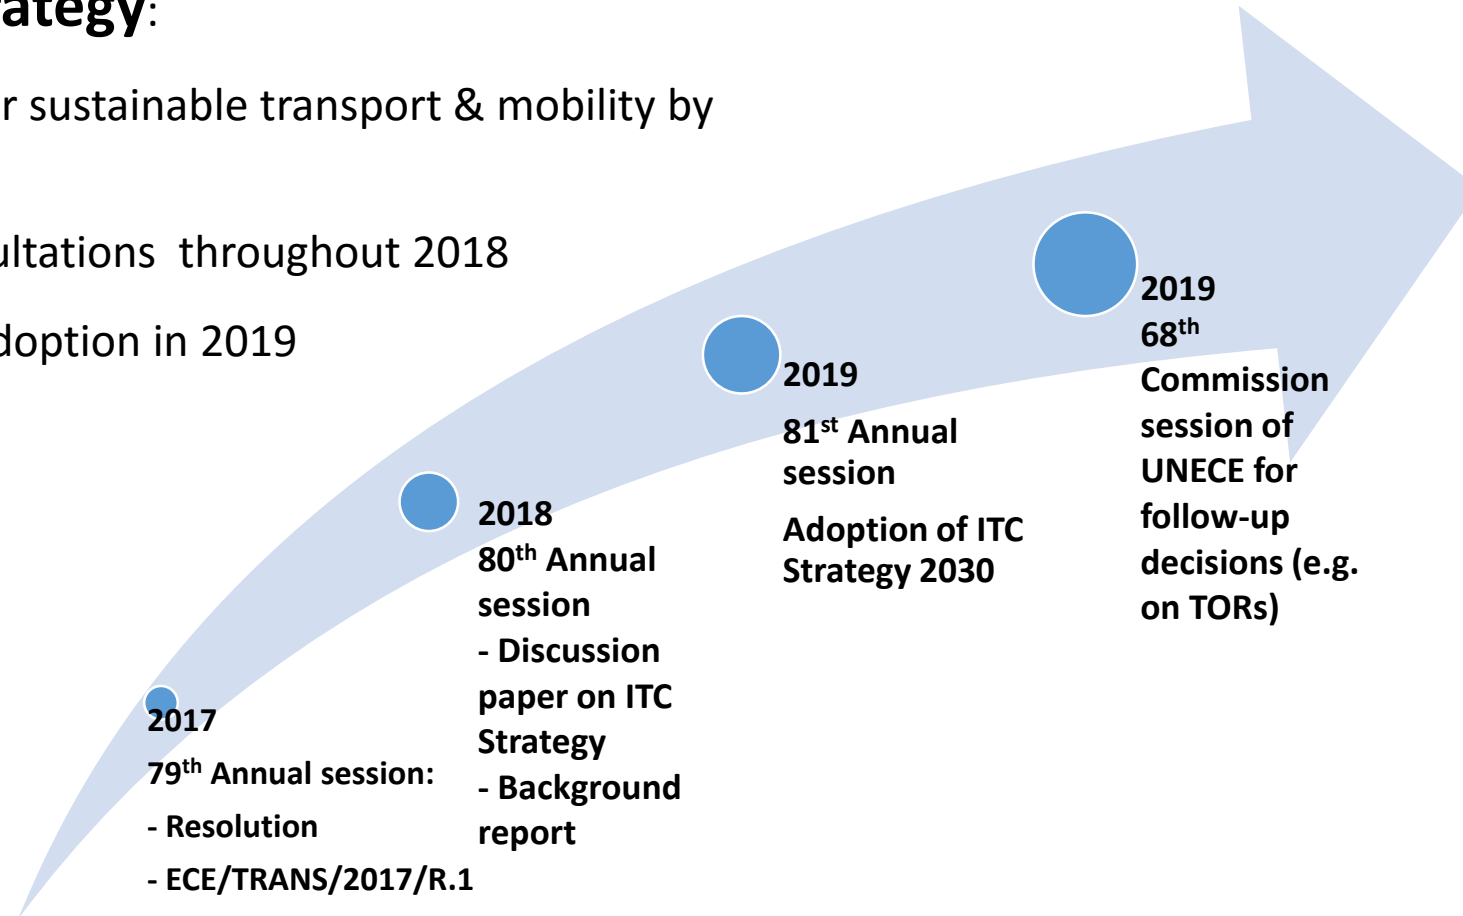 rategy:
r sustainable transport & mobility by
ultations throughout 2018
doption in 2019
2017
79th Annual session:
- Resolution
- ECE/TRANS/2017/R.1
2018
80th Annual
session
- Discussion
paper on ITC
Strategy
- Background
report
2019
81st Annual
session
Adoption of ITC
Strategy 2030
2019
68th
Commission
session of
UNECE for
follow-up
decisions (e.g.
on TORs)